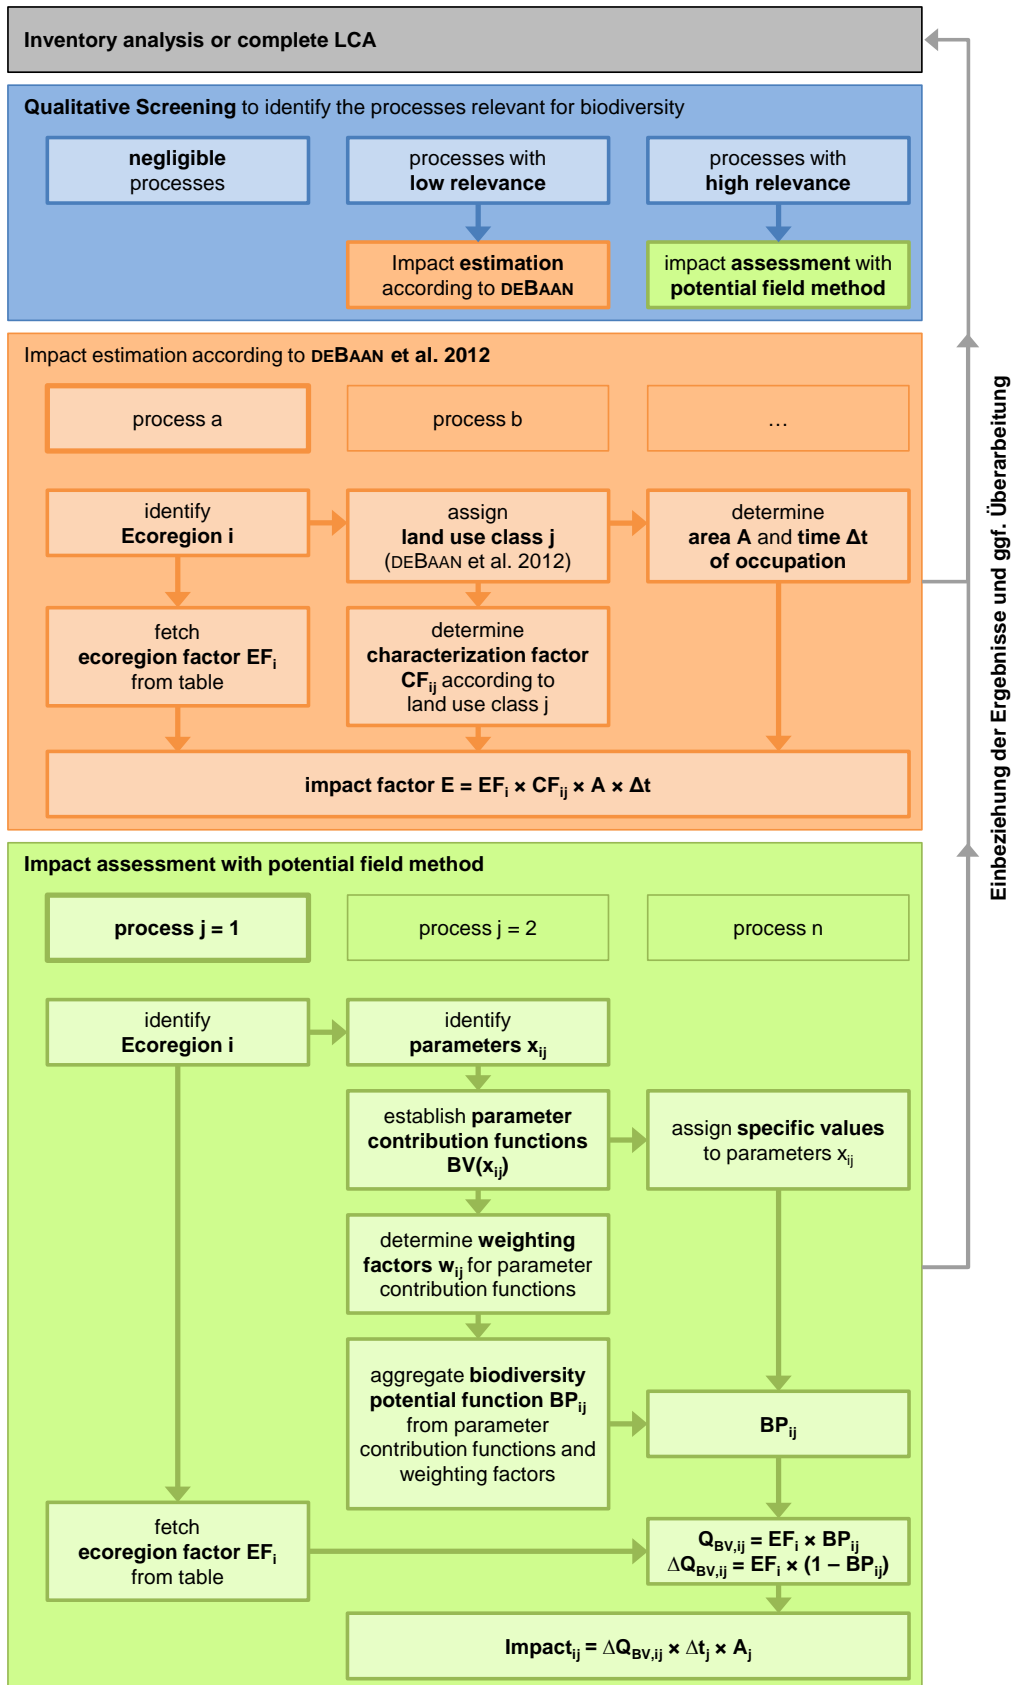 Inventory analysis or complete LCA
Qualitative Screening to identify the processes relevant for biodiversity
negligible
processes
processes with
low relevance
processes with
high relevance
Impact estimation
according to DEBAAN
impact assessment with
potential field method
Impact estimation according to DEBAAN et al. 2012
process a
process b
...
identify
Ecoregion i
assign
land use class j
(DEBAAN et al. 2012)
determine
area A and time Δt
of occupation
fetch
ecoregion factor EFi
from table
determine
characterization factor
CFij according to
land use class j
impact factor E = EFi × CFij × A × Δt
Impact assessment with potential field method
process j = 1
process j = 2
process n
identify
Ecoregion i
identify
parameters xij
establish parameter
contribution functions
BV(xij)
assign specific values
to parameters xij
determine weighting
factors wij for parameter
contribution functions
aggregate biodiversity
potential function BPij
from parameter
contribution functions and
weighting factors
BPij
fetch
ecoregion factor EFi
from table
QBV,ij = EFi × BPij
ΔQBV,ij = EFi × (1 – BPij)
Impactij = ΔQBV,ij × Δtj × Aj
Einbeziehung der Ergebnisse und ggf. Überarbeitung